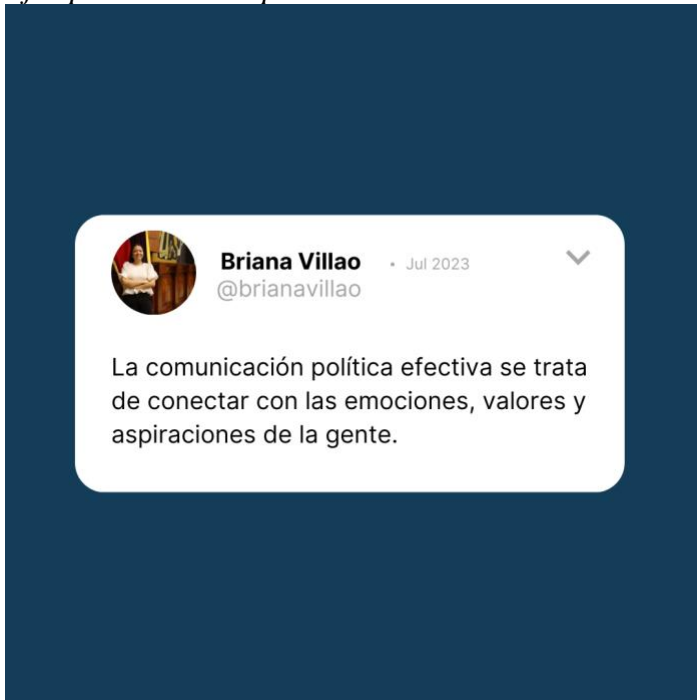 Briana Villao • Jul 2023
@brianavillao
La comunicación política efectiva se trata
de conectar con las emociones, valores y
aspiraciones de la gente.